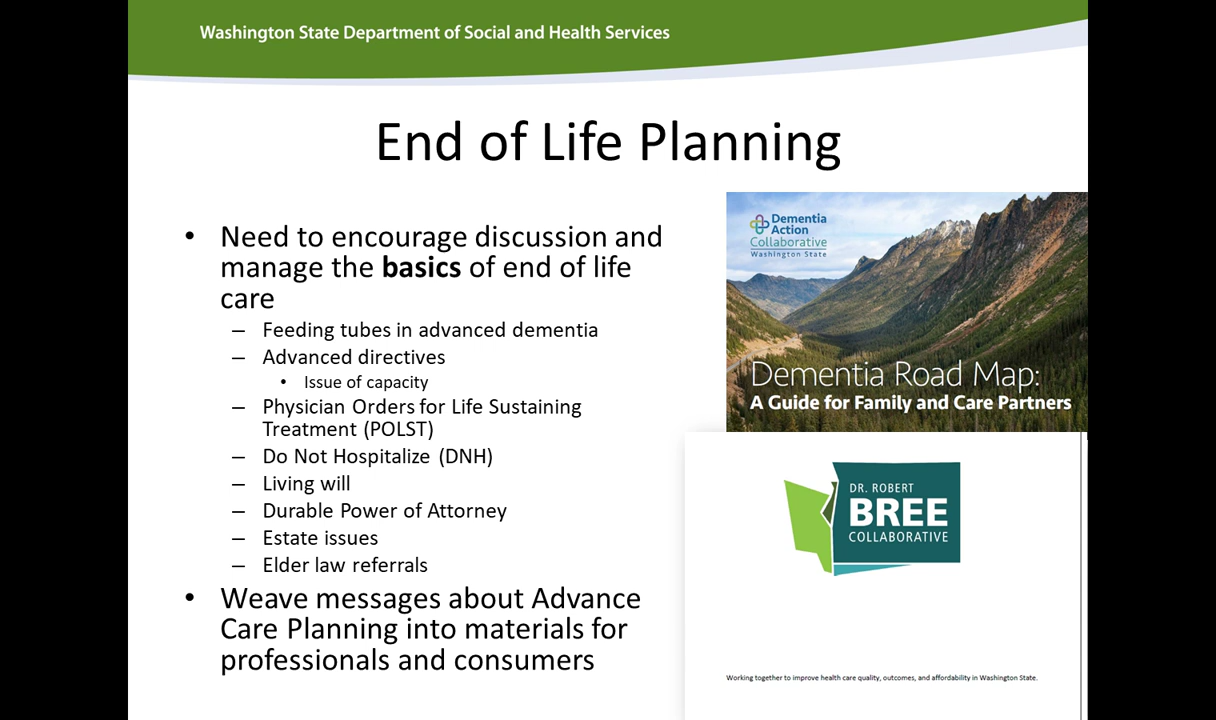 Washington State Department of Social and Health Services
End of Life Planning
• Need to encourage discussion and
manage the basics of end of life
care
– Feeding tubes in advanced dementia
– Advanced directives
• Issue of capacity
– Physician Orders for Life Sustaining
Treatment (POLST)
– Do Not Hospitalize (DNH)
– Living will
– Durable Power of Attorney
– Estate issues
– Elder law referrals
• Weave messages about Advance
Care Planning into materials for
professionals and consumers
Dementia
Action
Collaborative
Washington State
Dementia Road Map:
A Guide for Family and Care Partners
DR. ROBERT
BREE
COLLABORATIVE
Working together to improve health care quality, outcomes, and affordability in Washington State.